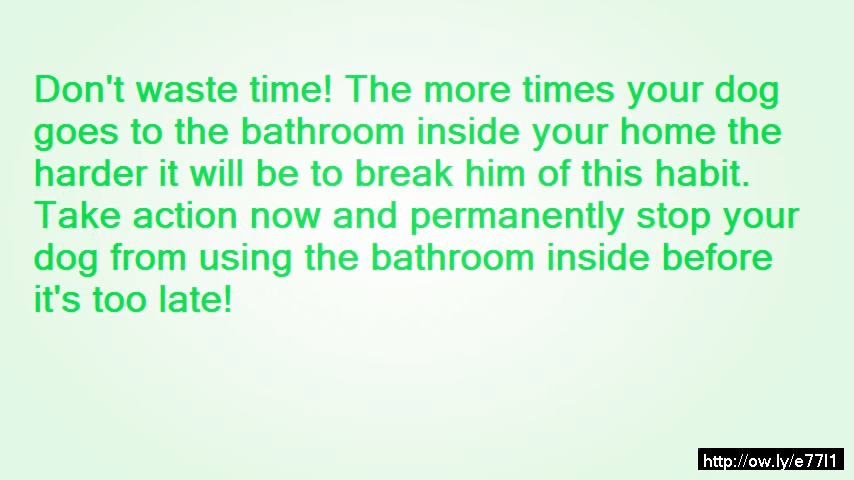 Don't waste time! The more times your dog
goes to the bathroom inside your home the
harder it will be to break him of this habit.
Take action now and permanently stop your
dog from using the bathroom inside before
it's too late!
http://ow.ly/e77l1